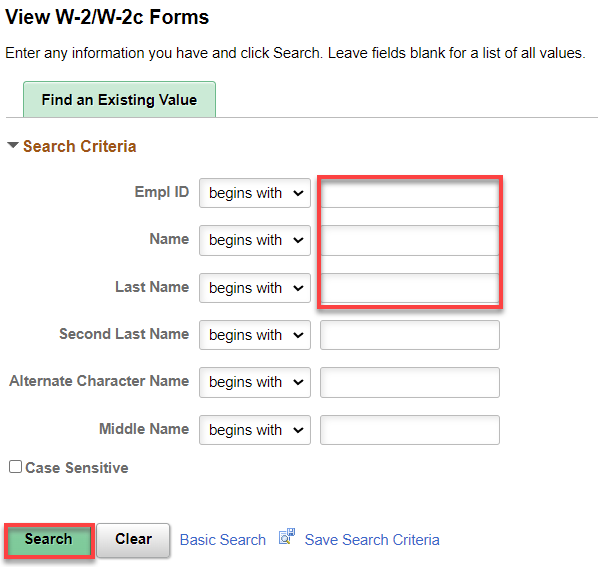 View W-2/W-2c Forms
Enter any information you have and click Search. Leave fields blank for a list of all values.
Find an Existing Value
Search Criteria
Empl ID begins with
Name begins with
Last Name begins with
Second Last Name begins with
Alternate Character Name begins with
Middle Name begins with
Case Sensitive
Search Clear Basic Search Save Search Criteria